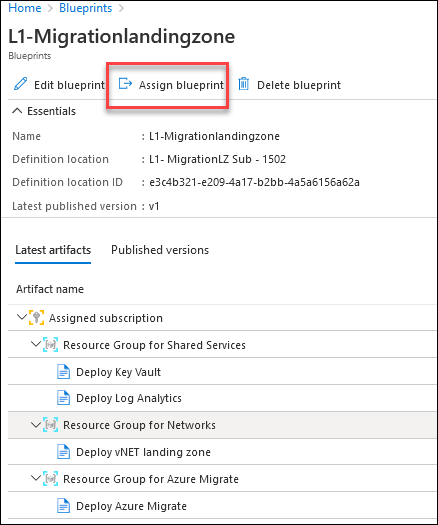 Home > Blueprints >
L1-Migrationlandingzone
Blueprints
Edit blueprint Assign blueprint Delete blueprint
Essentials
Name : L1-Migrationlandingzone
Definition location : L1- MigrationLZ Sub - 1502
Definition location ID : e3c4b321-e209-4a17-b2bb-4a5a6156a62a
Latest published version : v1
Latest artifacts Published versions
Artifact name
Assigned subscription
Resource Group for Shared Services
Deploy Key Vault
Deploy Log Analytics
Resource Group for Networks
Deploy vNET landing zone
Resource Group for Azure Migrate
Deploy Azure Migrate